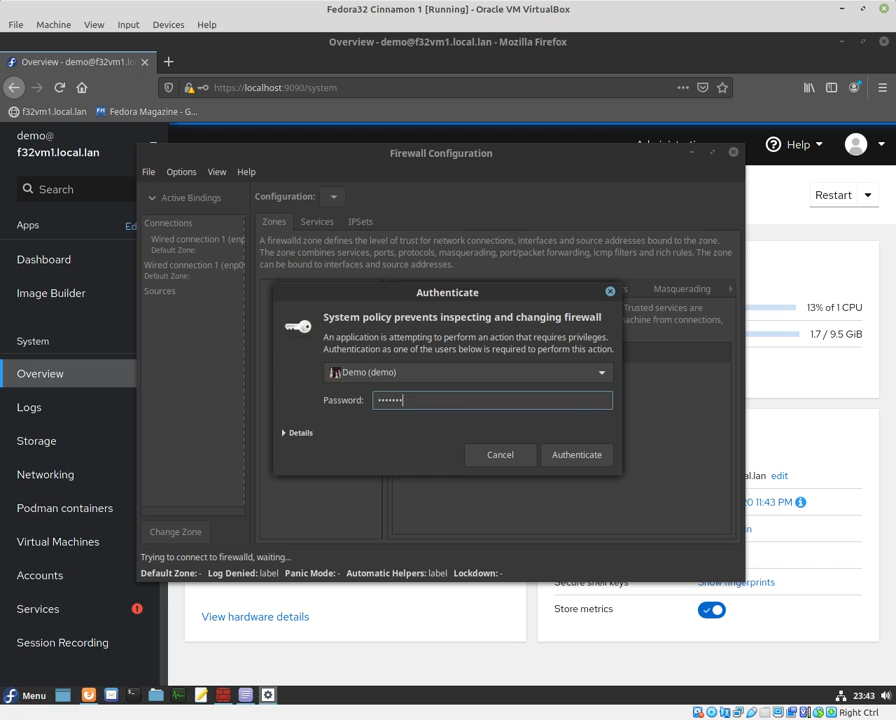 Fedora32 Cinnamon 1 [Running] - Oracle VM VirtualBox
File Machine View Input Devices Help
Overview - demo@f32vm1.local.lan - Mozilla Firefox
Overview - demo@f32vm1.lo
https://localhost:9090/system
f32vm1.local.lan Fedora Magazine - G...
demo@
f32vm1.local.lan
Help
Search
Restart
Apps
Dashboard
Image Builder
System
Overview
Logs
Storage
Networking
Podman containers
Virtual Machines
Accounts
Services
Session Recording
Firewall Configuration
File Options View Help
Active Bindings
Connections
Wired connection 1 (enp
Default Zone:
Wired connection 1 (enp0
Default Zone:
Sources
Change Zone
Configuration:
Zones Services IPSets
A firewalld zone defines the level of trust for network connections, interfaces and source addresses bound to the zone.
The zone combines services, ports, protocols, masquerading, port/packet forwarding, icmp filters and rich rules. The zone
can be bound to interfaces and source addresses.
Masquerading
Trusted services are
machine from connections,
Authenticate
System policy prevents inspecting and changing firewall
An application is attempting to perform an action that requires privileges.
Authentication as one of the users below is required to perform this action.
Demo (demo)
Password: •••••••
Details
Cancel Authenticate
Trying to connect to firewalld, waiting...
Default Zone: - Log Denied: label Panic Mode: - Automatic Helpers: label Lockdown: -
13% of 1 CPU
1.7 / 9.5 GiB
al.lan edit
20 11:43 PM
Secure shell keys Show fingerprints
Store metrics
View hardware details
Menu
23:43
Right Ctrl